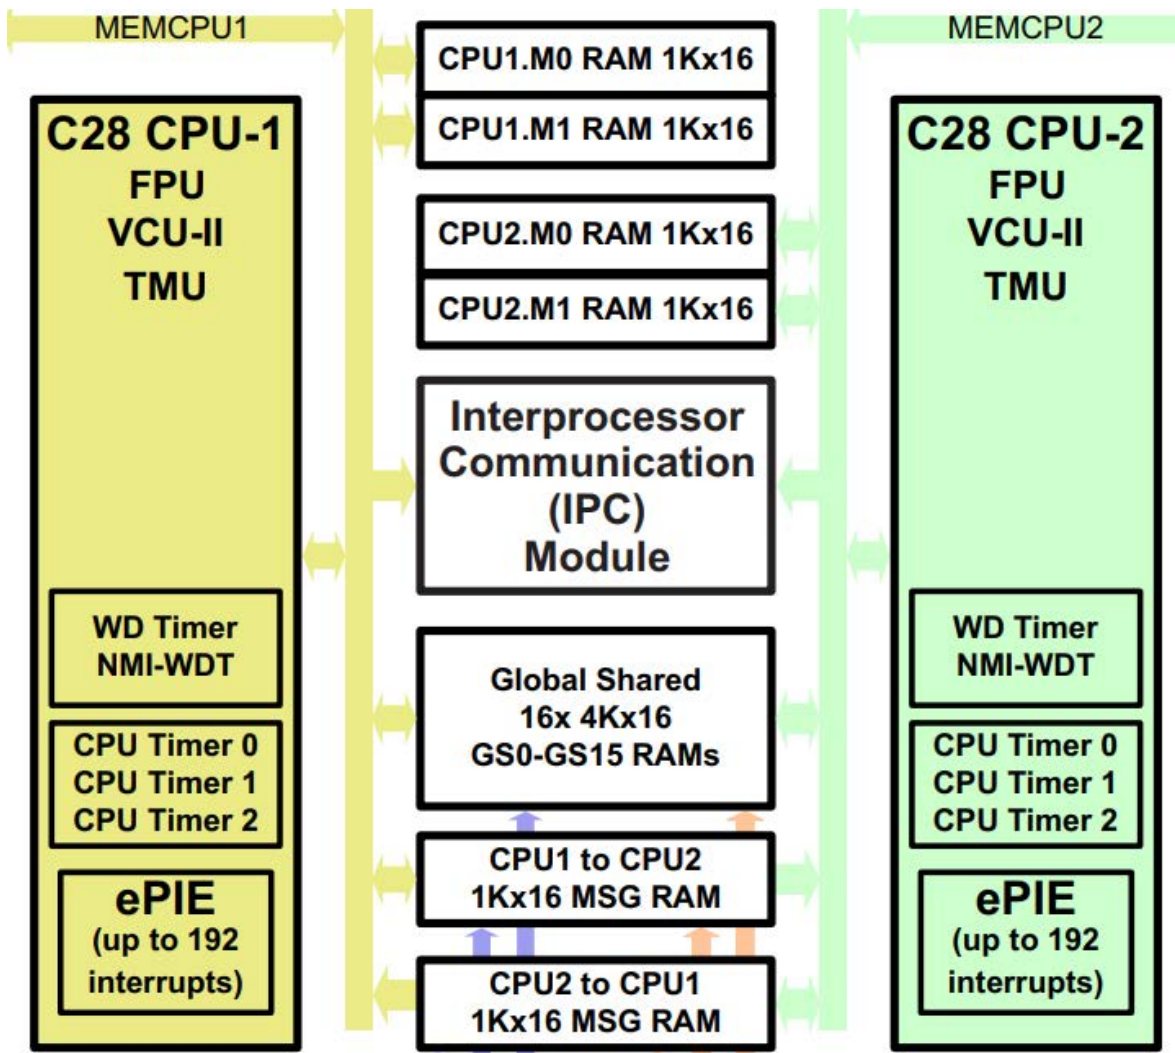 MEMCPU1
MEMCPU2
C28 CPU-1
FPU
VCU-II
TMU
WD Timer
NMI-WDT
CPU Timer 0
CPU Timer 1
CPU Timer 2
ePIE
(up to 192
interrupts)
CPU1.M0 RAM 1Kx16
CPU1.M1 RAM 1Kx16
CPU2.M0 RAM 1Kx16
CPU2.M1 RAM 1Kx16
Interprocessor
Communication
(IPC)
Module
Global Shared
16x 4Kx16
GS0-GS15 RAMs
CPU1 to CPU2
1Kx16 MSG RAM
CPU2 to CPU1
1Kx16 MSG RAM
C28 CPU-2
FPU
VCU-II
TMU
WD Timer
NMI-WDT
CPU Timer 0
CPU Timer 1
CPU Timer 2
ePIE
(up to 192
interrupts)